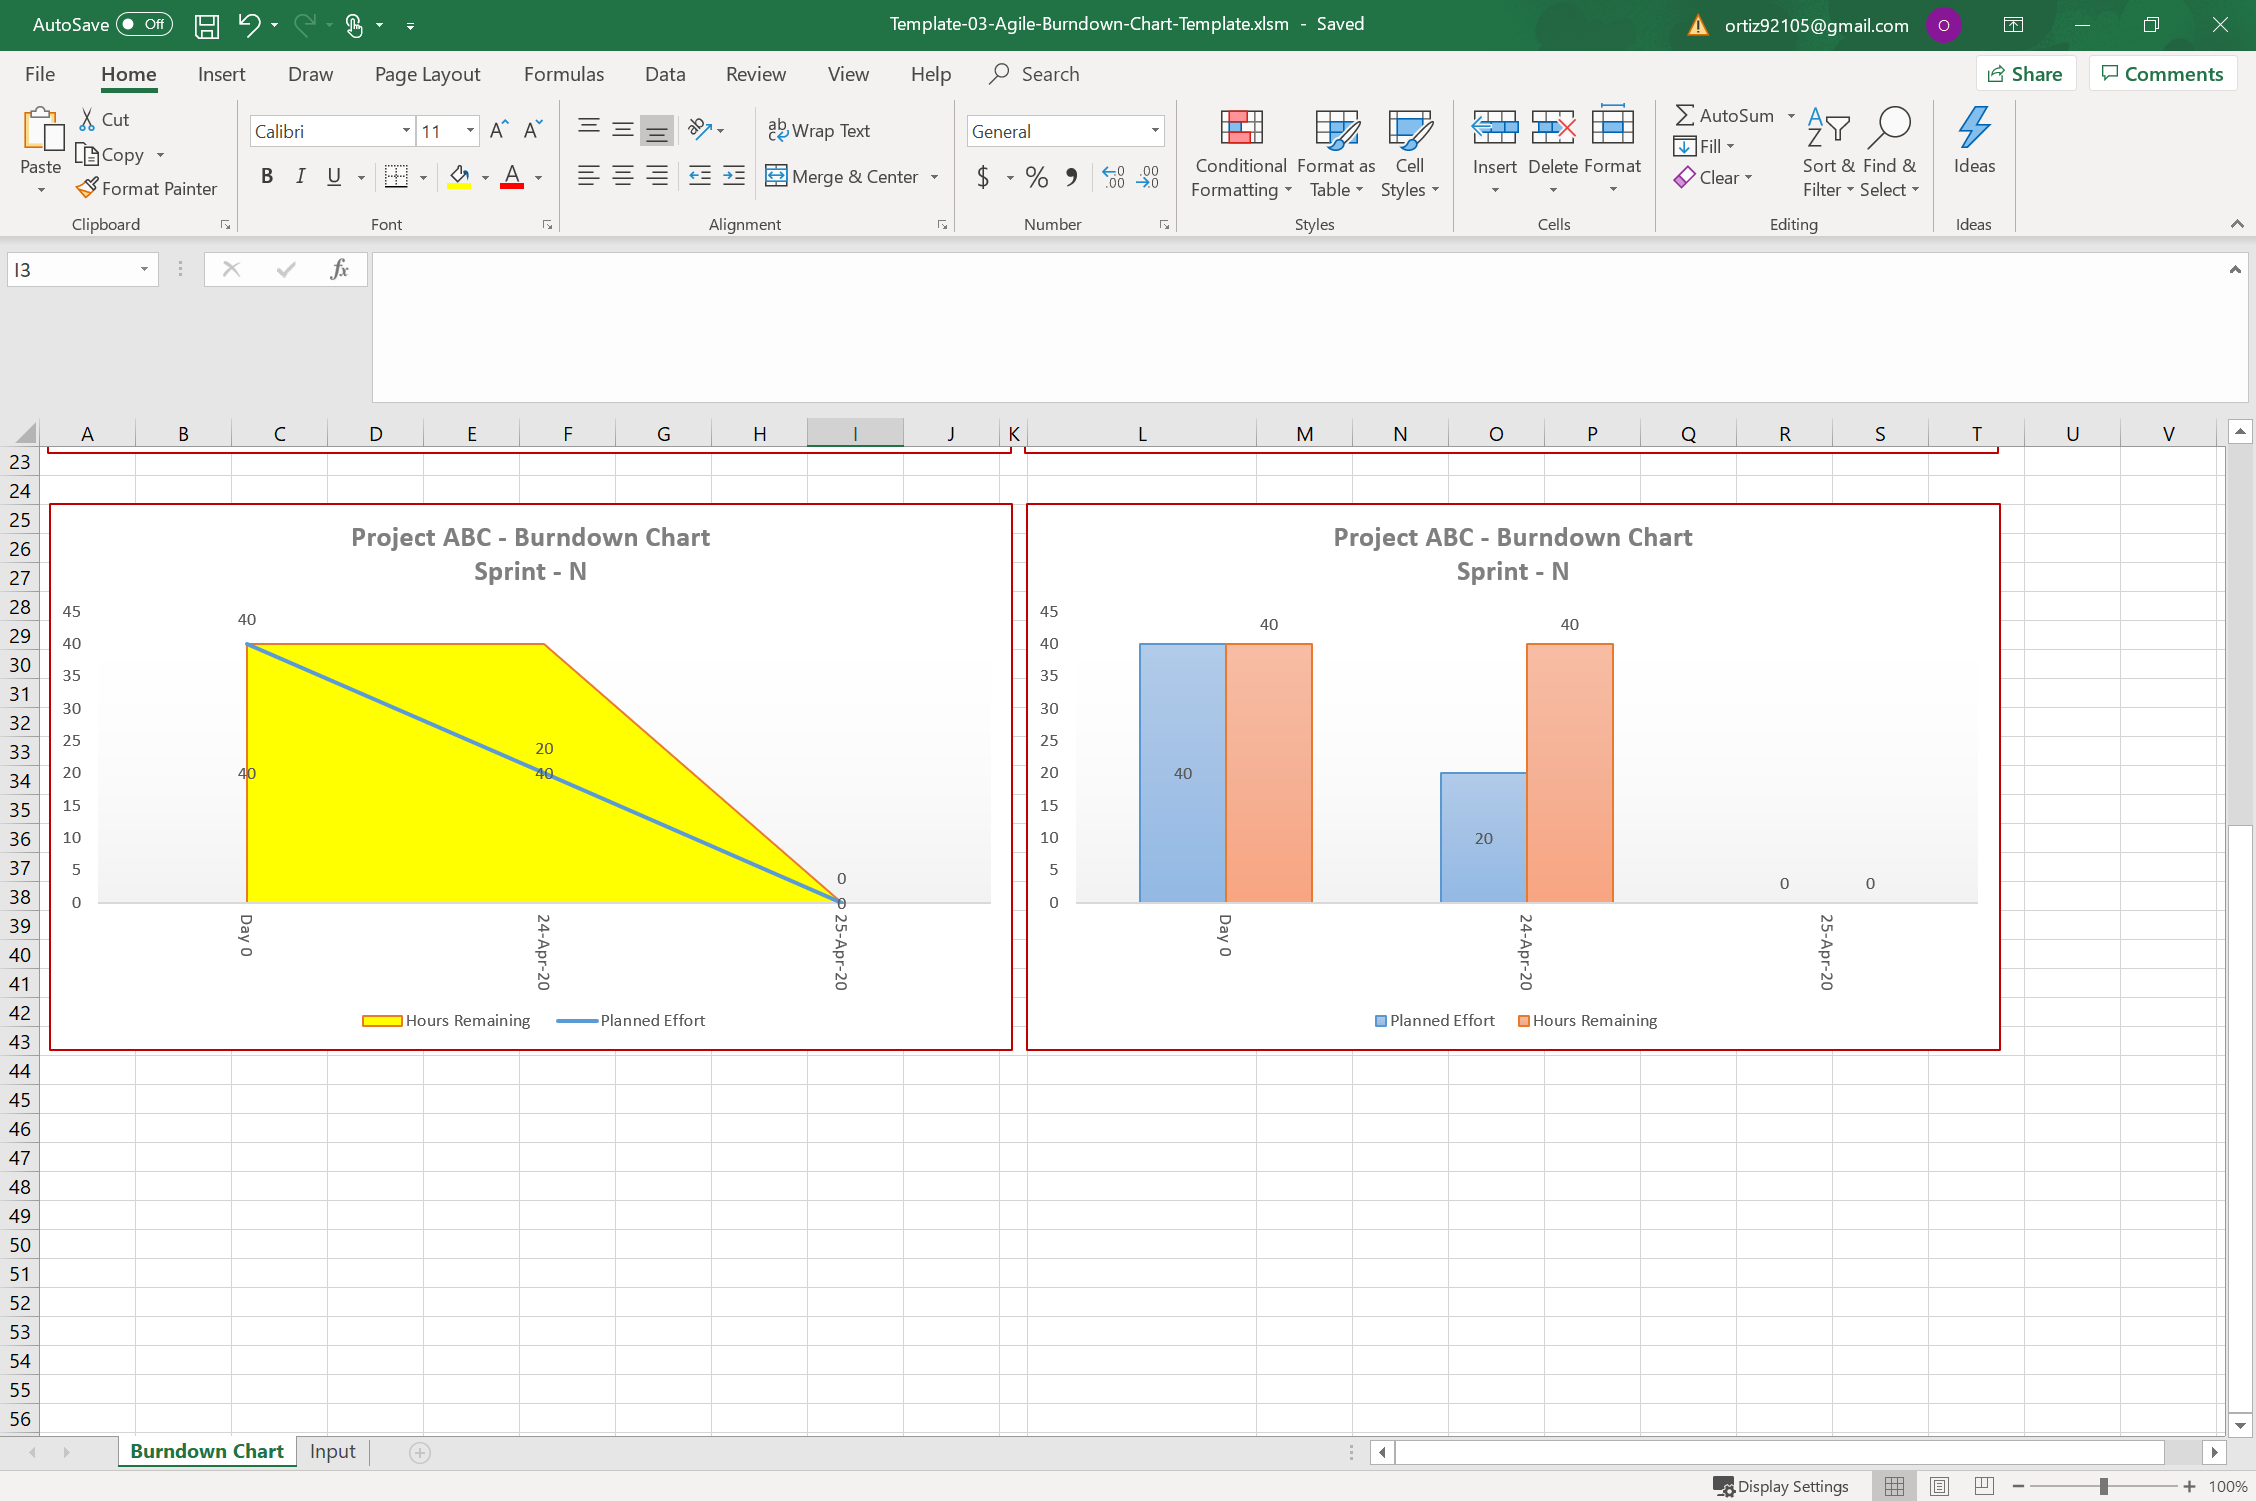 AutoSave Off Template-03-Agile-Burndown-Chart-Template.xlsm - Saved ortiz92105@gmail.com O
File Home Insert Draw Page Layout Formulas Data Review View Help Search Share Comments
Paste Cut Copy Format Painter
Clipboard
Calibri 11 A A
B I U A
Font
ab Wrap Text
Merge & Center
Alignment
General
$ % , .00 .0 .00 .0
Number
Conditional Formatting Format as Table Cell Styles
Styles
Insert Delete Format
Cells
AutoSum Fill Clear Sort & Filter Find & Select
Editing
Ideas
Ideas
I3 fx
A B C D E F G H I J K L M N O P Q R S T U V
23
24
25
26
27
28
29
30
31
32
33
34
35
36
37
38
39
40
41
42
43
44
45
46
47
48
49
50
51
52
53
54
55
56
Project ABC - Burndown Chart
Sprint - N
45
40
35
30
25
20
15
10
5
0
40
40
20
40
0
0
Day 0 24-Apr-20 25-Apr-20
Hours Remaining Planned Effort
Project ABC - Burndown Chart
Sprint - N
45
40
35
30
25
20
15
10
5
0
40 40
40
20
0 0
Day 0 24-Apr-20 25-Apr-20
Planned Effort Hours Remaining
Burndown Chart Input
Display Settings 100%